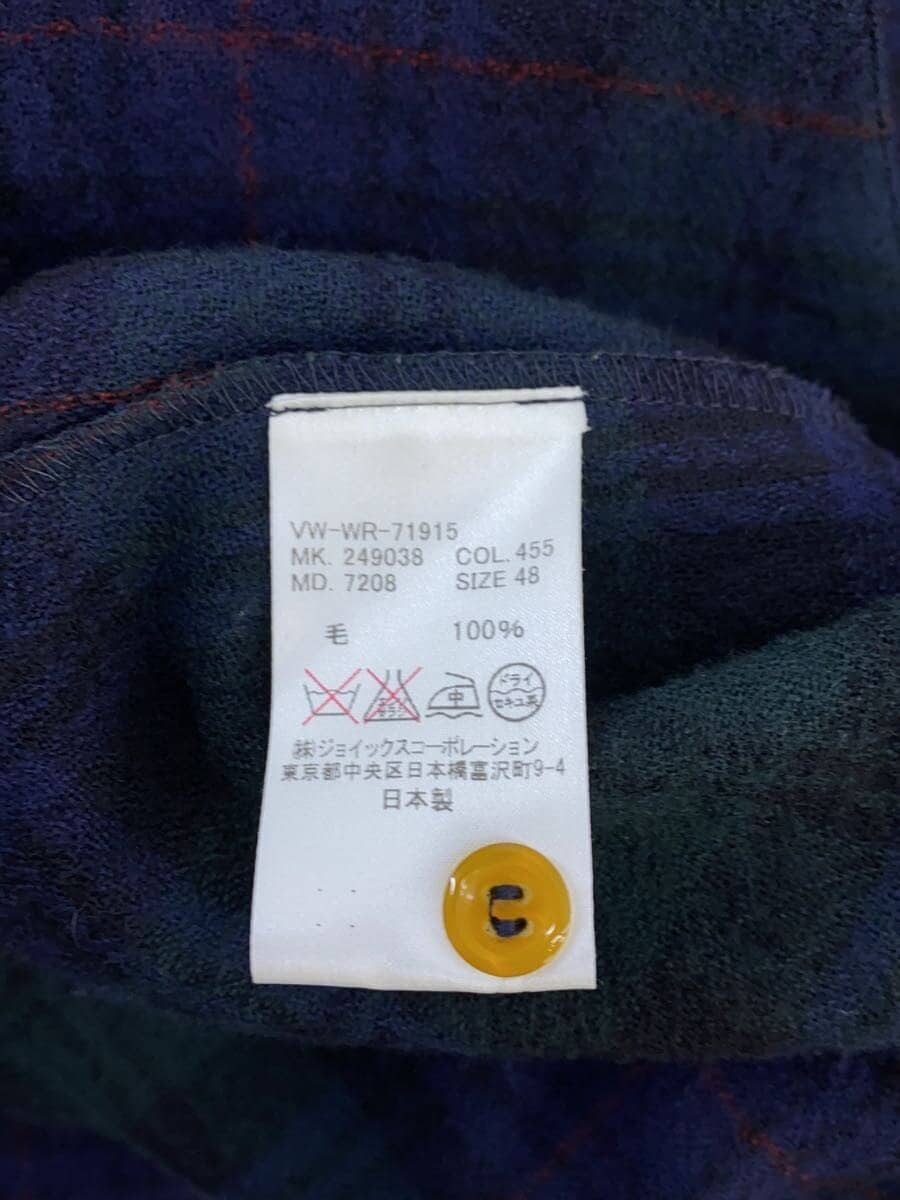 VW-WR-71915
MK. 249038 COL. 455
MD. 7208 SIZE 48
毛 100%
中 ドライ
セキユ系
㈱ジョイックスコーポレーション
東京都中央区日本橋富沢町9-4
日本製